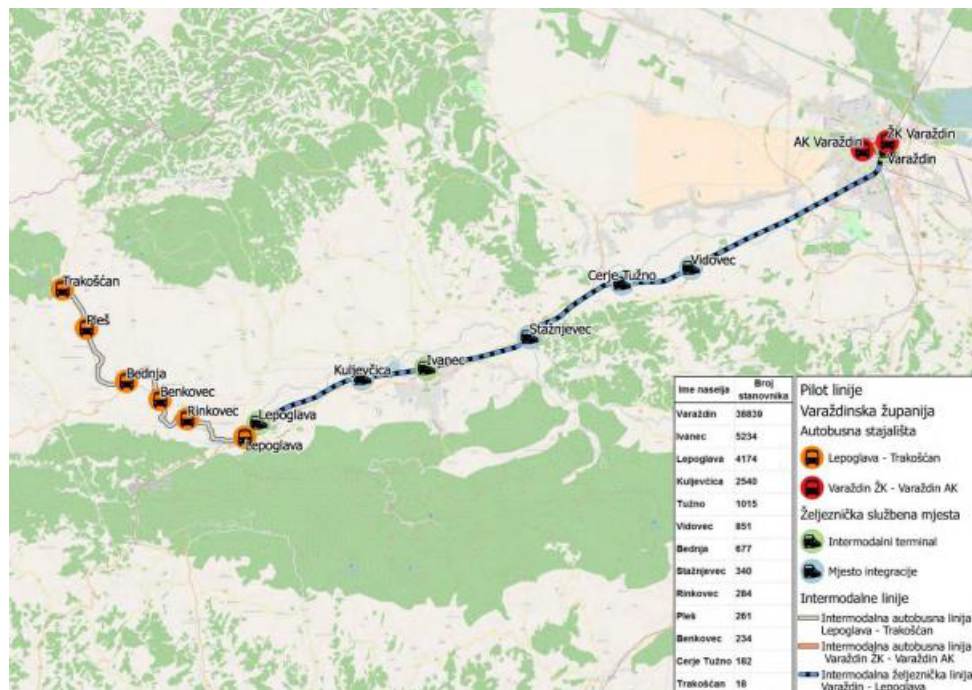 ŽK Varaždin
AK Varaždin
Varaždin
Vidovec
Cerje Tužno
Trakošćan
Pleš
Stažnjevec
Ivanec
Bednja
Kuljevčica
Benkovec
Rinkovec
Lepoglava
Lepoglava
Ime naselja Broj stanovnika
Varaždin 38839
Ivanec 5234
Lepoglava 4174
Kuljevčica 2540
Tužno 1015
Vidovec 851
Bednja 677
Stažnjevec 340
Rinkovec 284
Pleš 261
Benkovec 234
Cerje Tužno 182
Trakošćan 18
Pilot linije
Varaždinska županija
Autobusna stajališta
Lepoglava - Trakošćan
Varaždin ŽK - Varaždin AK
Željeznička službena mjesta
Intermodalni terminal
Mjesto integracije
Intermodalne linije
Intermodalna autobusna linija
Lepoglava - Trakošćan
Intermodalna autobusna linija
Varaždin ŽK - Varaždin AK
Intermodalna željeznička linija
Varaždin - Lepoglava